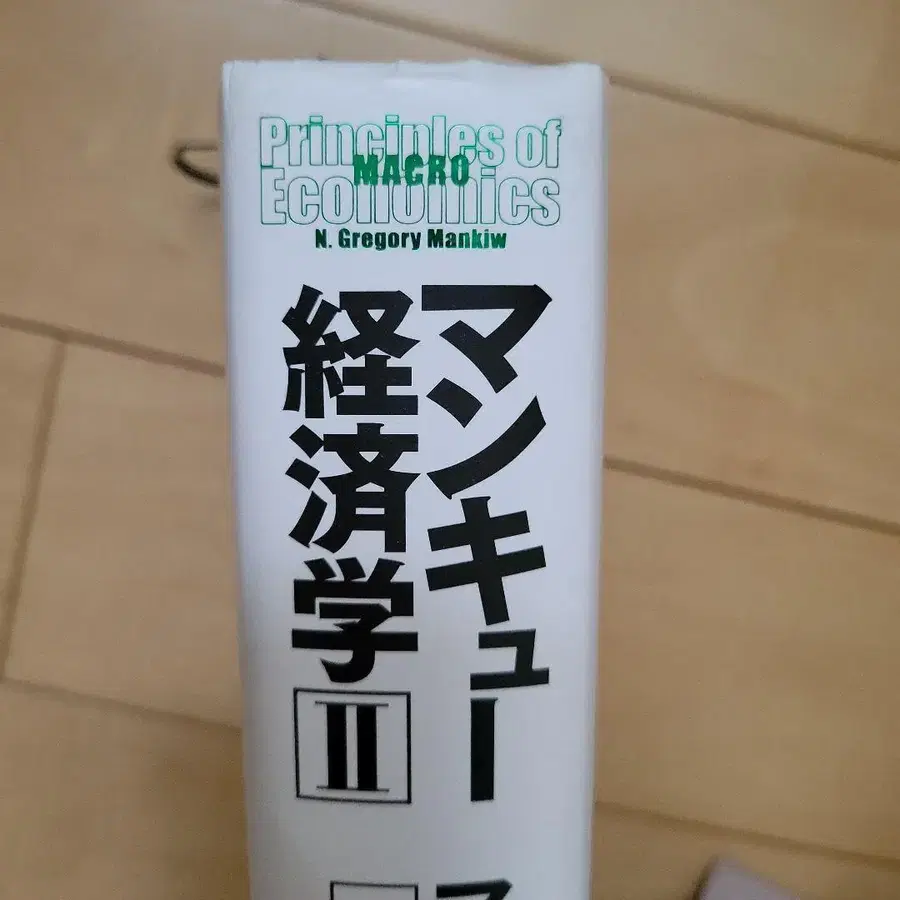 Principles of
MACRO
Economics
N. Gregory Mankiw
マンキュー
経済学
II